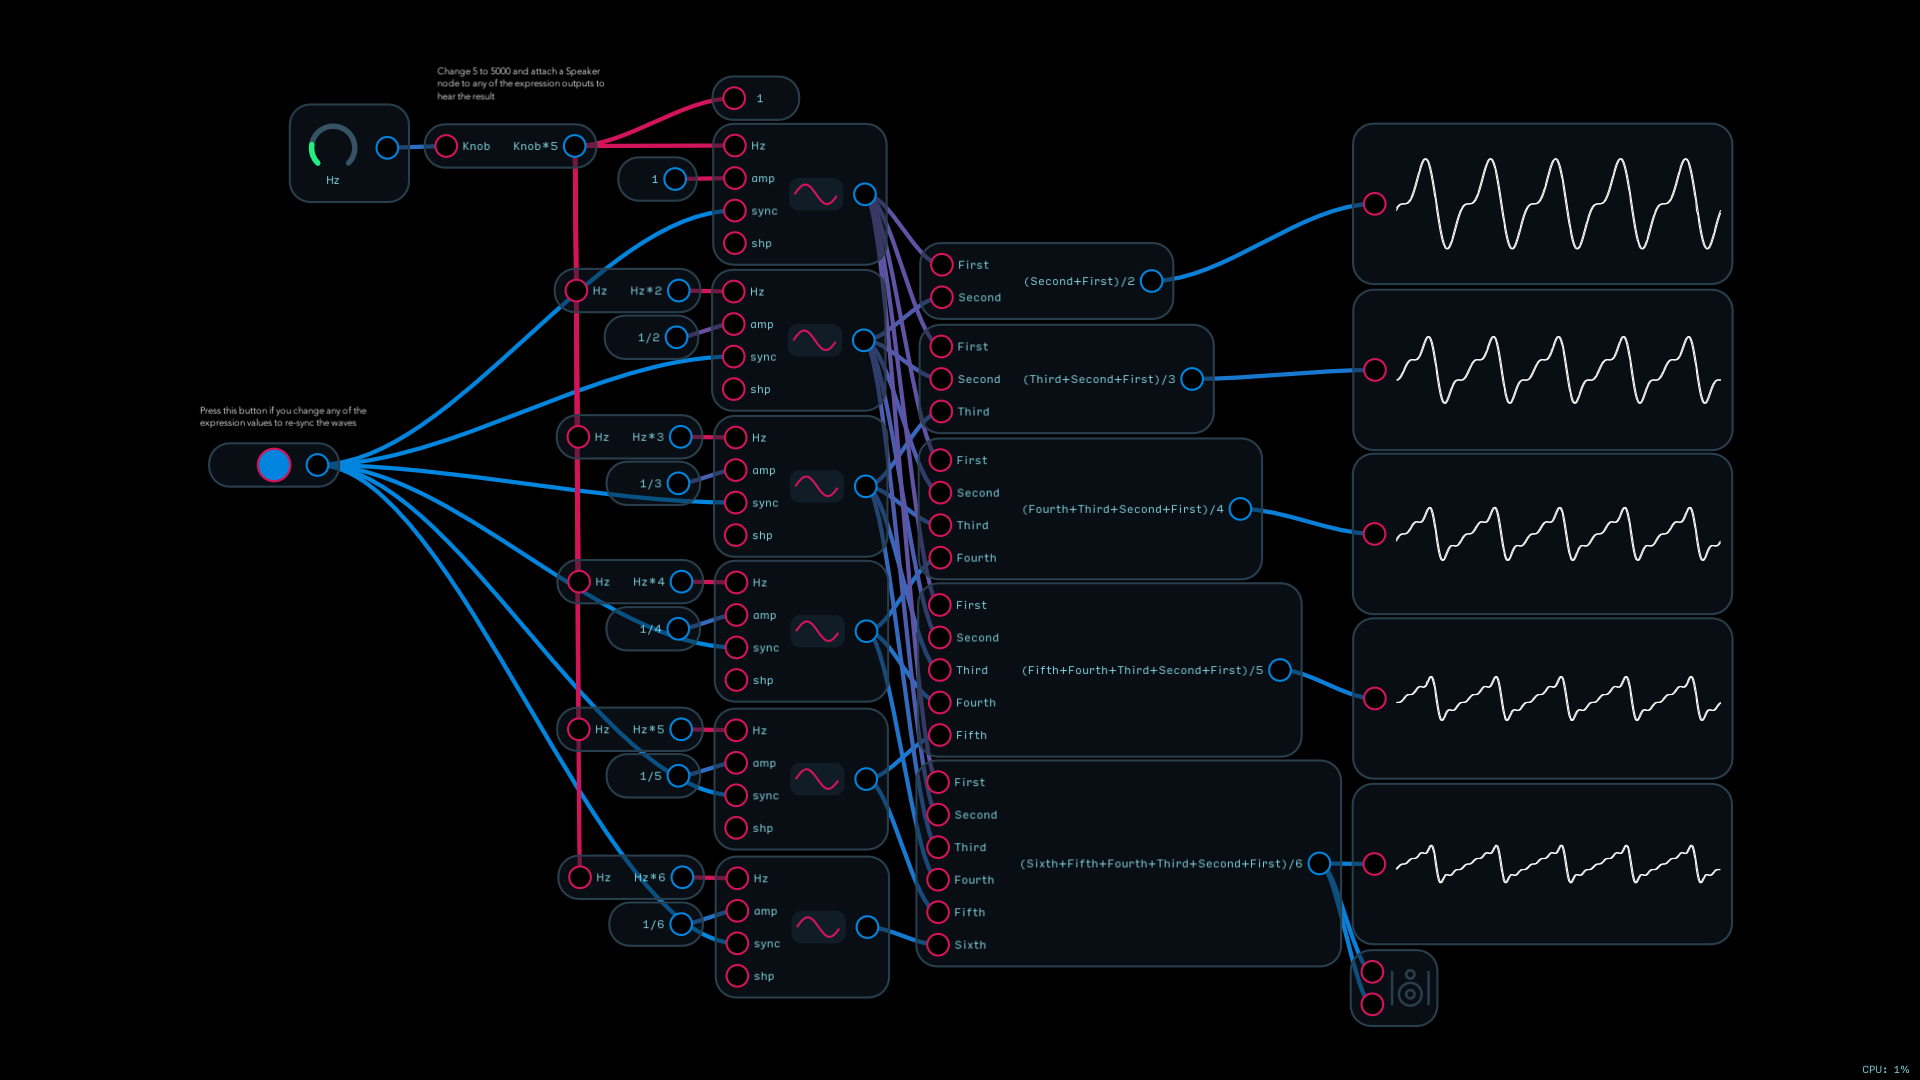 Change 5 to 5000 and attach a Speaker
node to any of the expression outputs to
hear the result
Hz
Knob Knob*5
1
Hz
amp
sync
shp
1
Hz Hz*2
1/2
Hz
amp
sync
shp
Hz Hz*3
1/3
Hz
amp
sync
shp
Hz Hz*4
1/4
Hz
amp
sync
shp
Hz Hz*5
1/5
Hz
amp
sync
shp
Hz Hz*6
1/6
Hz
amp
sync
shp
Press this button if you change any of the
expression values to re-sync the waves
First
(Second+First)/2
Second
First
Second (Third+Second+First)/3
Third
First
Second
(Fourth+Third+Second+First)/4
Third
Fourth
First
Second
Third (Fifth+Fourth+Third+Second+First)/5
Fourth
Fifth
First
Second
Third
(Sixth+Fifth+Fourth+Third+Second+First)/6
Fourth
Fifth
Sixth
CPU: 1%